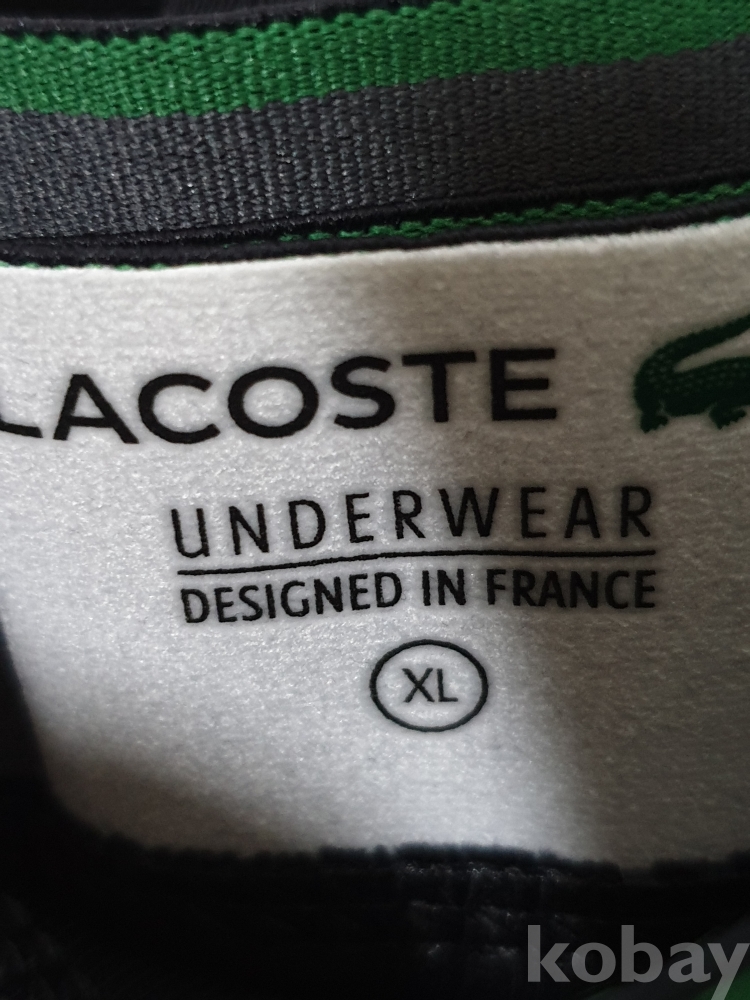 LACOSTE
UNDERWEAR
DESIGNED IN FRANCE
XL
kobay